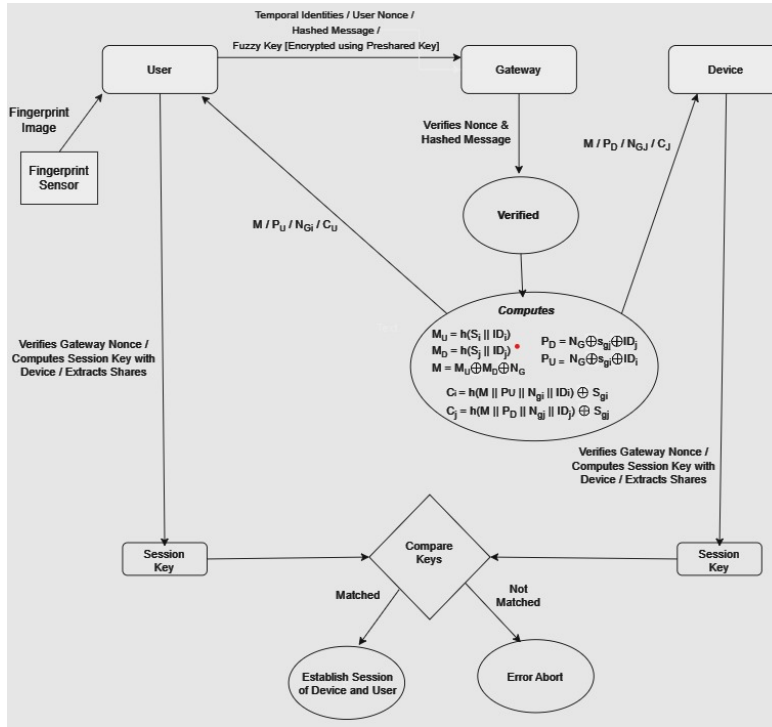 Temporal Identities / User Nonce /
Hashed Message /
Fuzzy Key [Encrypted using Preshared Key]
User
Gateway
Device
Fingerprint
Image
Fingerprint
Sensor
Verifies Nonce &
Hashed Message
M / P_U / N_Gi / C_U
M / P_D / N_GJ / C_J
Verified
Computes
M_U = h(S_i || ID_i)
M_D = h(S_j || ID_j)
M = M_U⊕M_D⊕N_G
P_D = N_G⊕s_gj⊕ID_j
P_U = N_G⊕s_gi⊕ID_i
C_i = h(M || P_U || N_gi || ID_i) ⊕ S_gi
C_j = h(M || P_D || N_gj || ID_j) ⊕ S_gj
Verifies Gateway Nonce /
Computes Session Key with
Device / Extracts Shares
Verifies Gateway Nonce /
Computes Session Key with
Device / Extracts Shares
Session
Key
Compare
Keys
Session
Key
Matched
Not
Matched
Establish Session
of Device and User
Error Abort